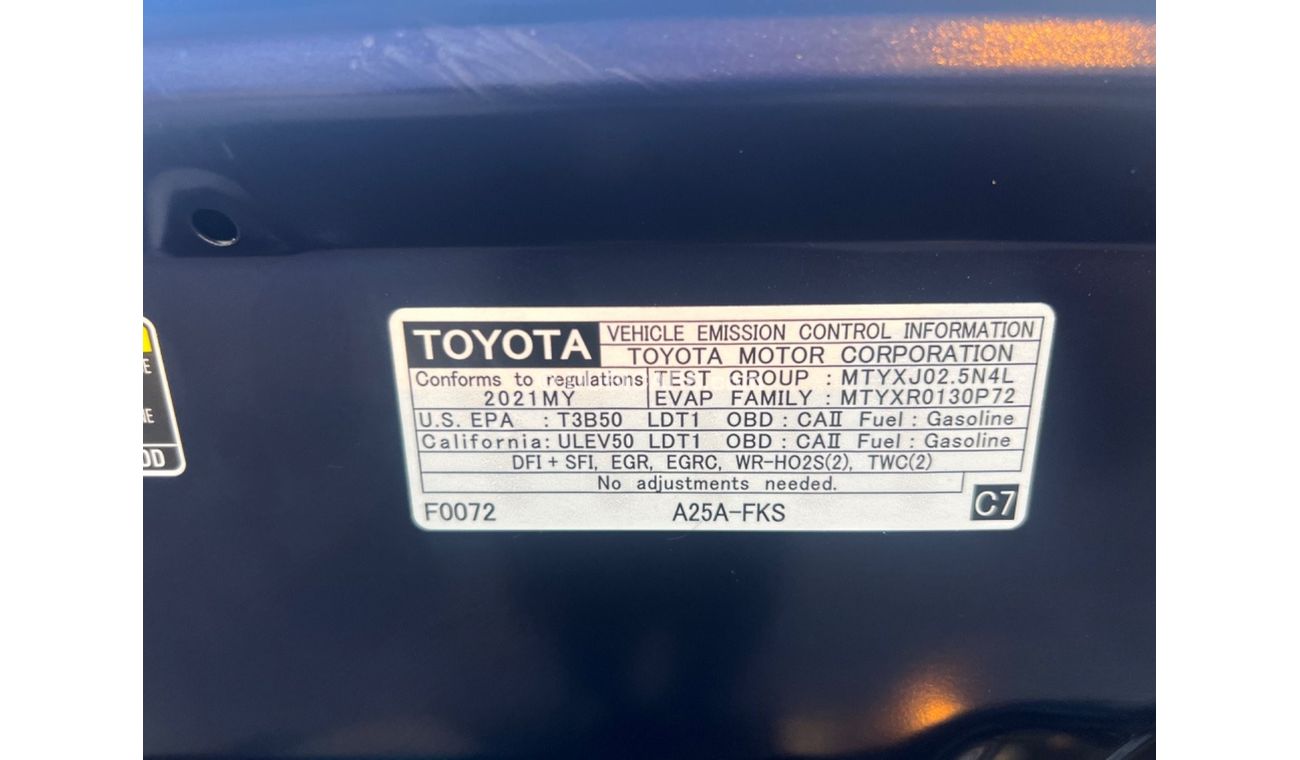 TOYOTA VEHICLE EMISSION CONTROL INFORMATION
TOYOTA MOTOR CORPORATION
Conforms to regulations TEST GROUP : MTYXJ02.5N4L
2021MY EVAP FAMILY : MTYXR0130P72
U.S. EPA : T3B50 LDT1 OBD : CAⅡ Fuel : Gasoline
California: ULEV50 LDT1 OBD : CAⅡ Fuel : Gasoline
DFI + SFI, EGR, EGRC, WR-HO2S(2), TWC(2)
No adjustments needed.
F0072 A25A-FKS C7